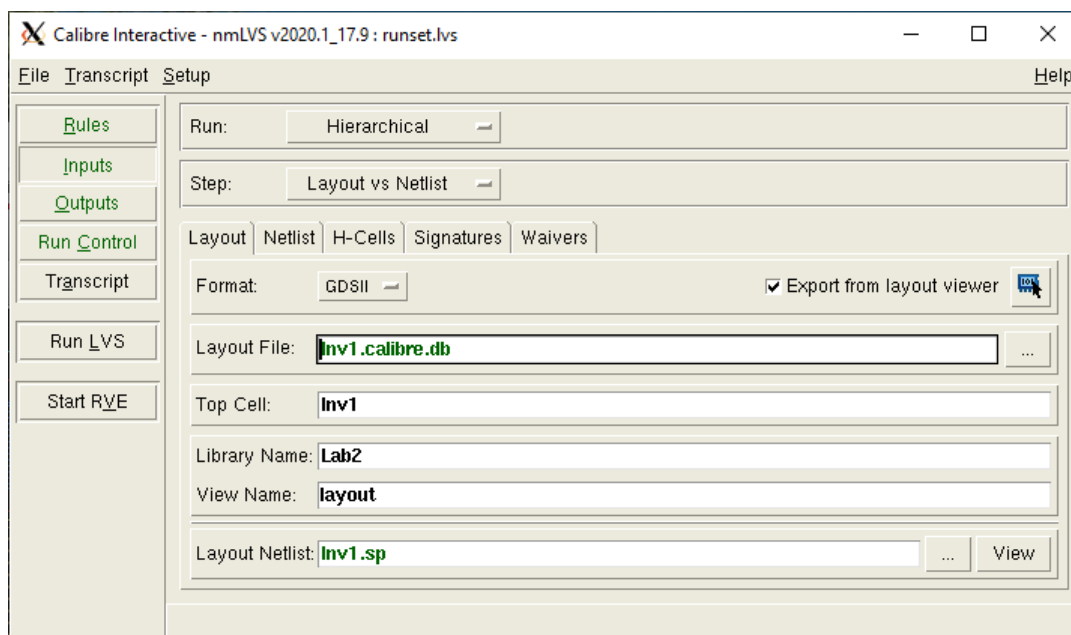 Calibre Interactive - nmLVS v2020.1_17.9 : runset.lvs
File Transcript Setup Help
Rules
Inputs
Outputs
Run Control
Transcript
Run LVS
Start RVE
Run: Hierarchical
Step: Layout vs Netlist
Layout Netlist H-Cells Signatures Waivers
Format: GDSII Export from layout viewer
Layout File: Inv1.calibre.db ...
Top Cell: Inv1
Library Name: Lab2
View Name: layout
Layout Netlist: Inv1.sp ... View